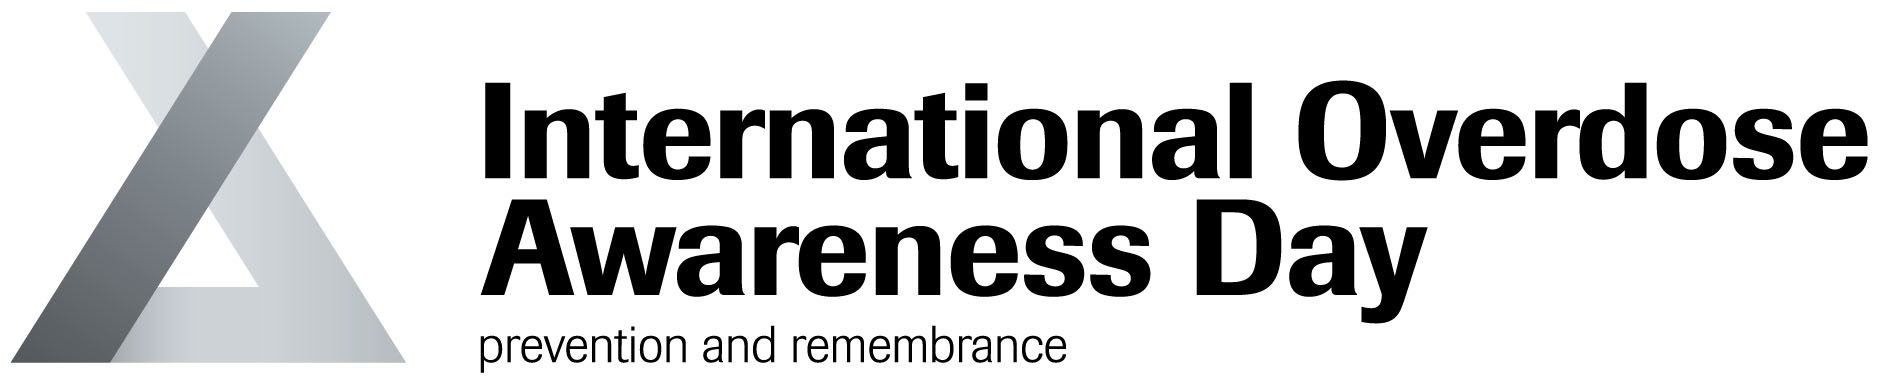 International Overdose
Awareness Day
prevention and remembrance